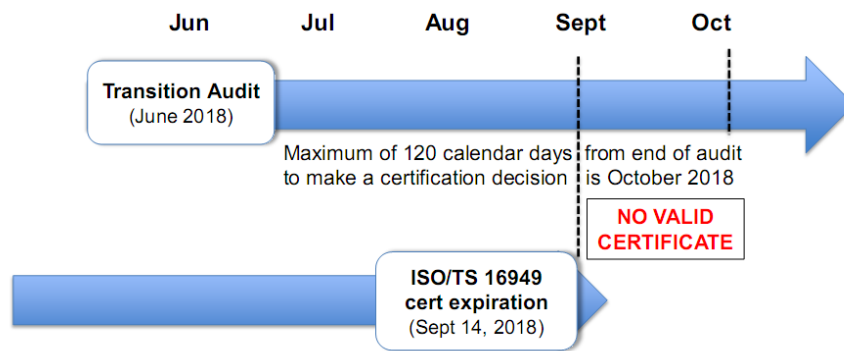 Jun Jul Aug Sept Oct
Transition Audit
(June 2018)
Maximum of 120 calendar days from end of audit
to make a certification decision is October 2018
NO VALID
CERTIFICATE
ISO/TS 16949
cert expiration
(Sept 14, 2018)